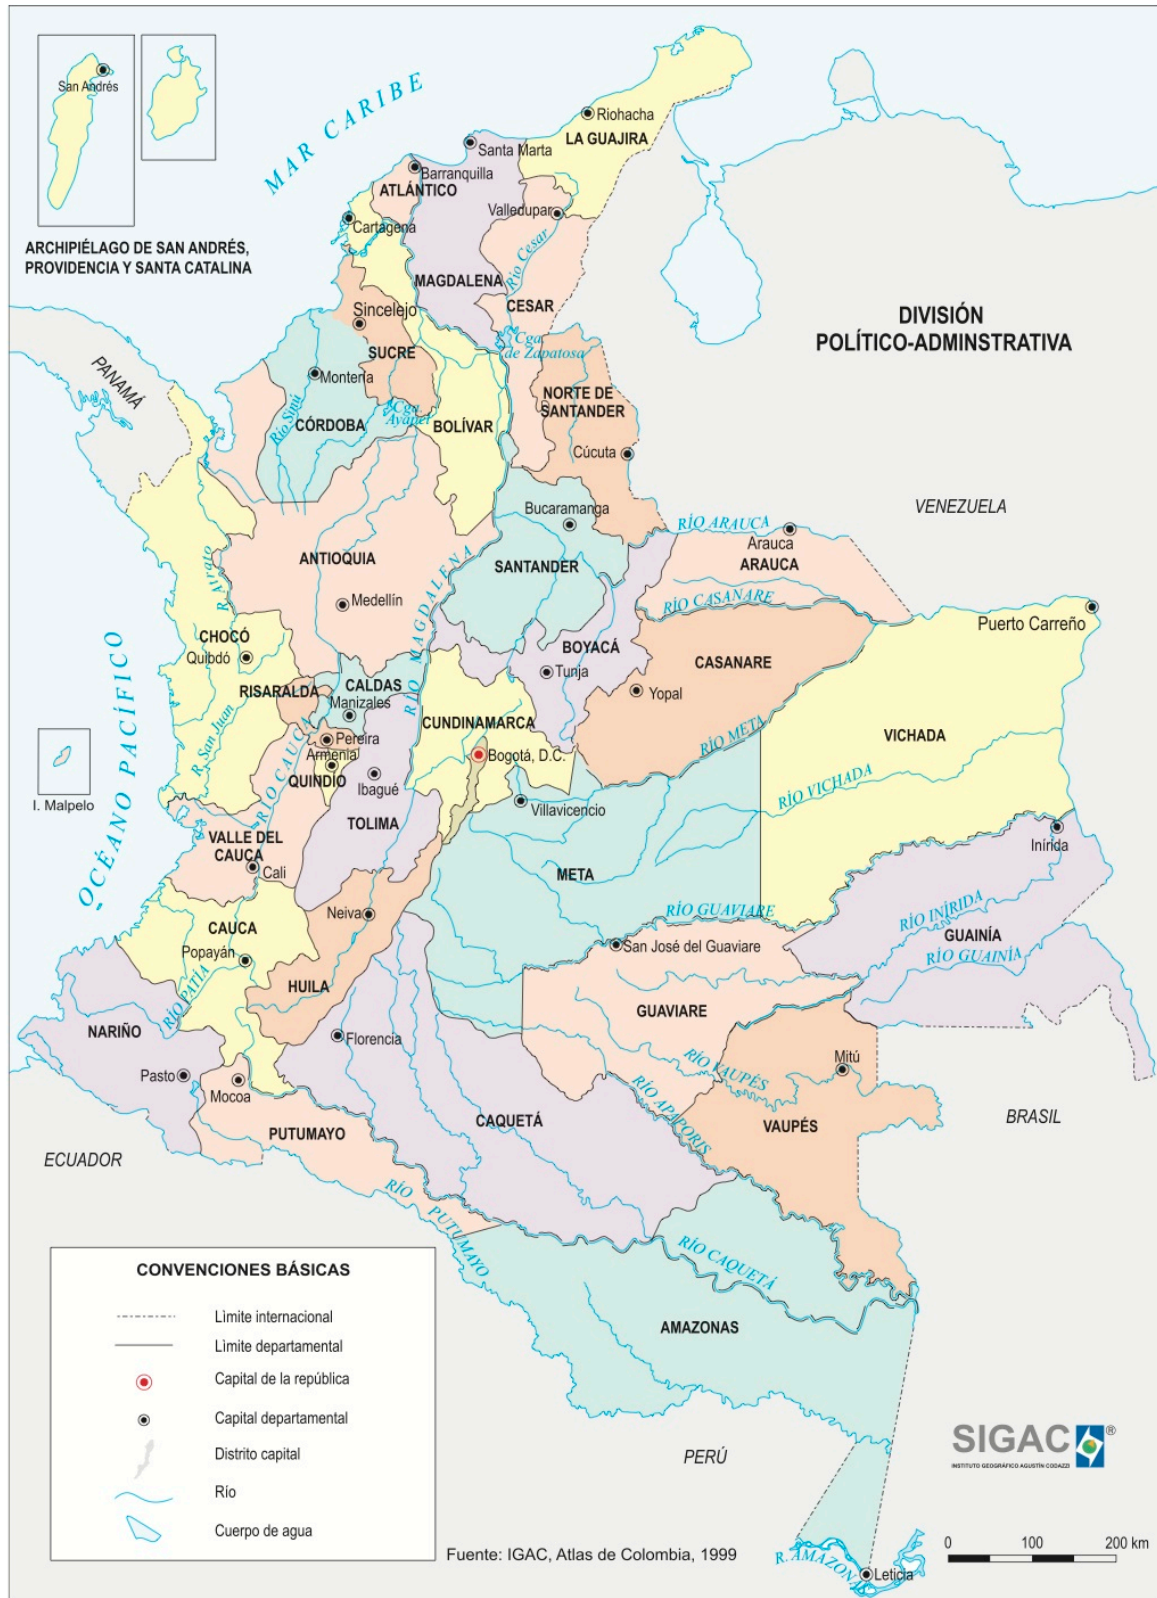 San Andrés
ARCHIPIÉLAGO DE SAN ANDRÉS,
PROVIDENCIA Y SANTA CATALINA
MAR CARIBE
Riohacha
LA GUAJIRA
Santa Marta
Barranquilla
ATLÁNTICO
Valledupar
Cartagena
Río Cesar
MAGDALENA
CESAR
DIVISIÓN
POLÍTICO-ADMINSTRATIVA
Sincelejo
SUCRE
Cga.
de Zapatosa
PANAMÁ
Montería
NORTE DE
SANTANDER
Río Sinú
CÓRDOBA
Cga.
Ayapel
BOLÍVAR
Cúcuta
VENEZUELA
Bucaramanga
RÍO ARAUCA
Arauca
ARAUCA
ANTIOQUIA
SANTANDER
RÍO MAGDALENA
R. Atrato
Medellín
RÍO CASANARE
Puerto Carreño
CHOCÓ
Quibdó
BOYACÁ
CASANARE
Tunja
Yopal
OCÉANO PACÍFICO
RISARALDA
CALDAS
Manizales
CUNDINAMARCA
R. San Juan
RÍO CAUCA
Pereira
Armenia
QUINDIO
Bogotá, D.C.
RÍO META
VICHADA
Ibagué
I. Malpelo
RÍO VICHADA
Villavicencio
TOLIMA
VALLE DEL
CAUCA
Inírida
Cali
META
Neiva
RÍO GUAVIARE
RÍO INÍRIDA
CAUCA
Popayán
San José del Guaviare
GUAINÍA
RÍO GUAINÍA
RÍO PATÍA
HUILA
GUAVIARE
NARIÑO
Florencia
RÍO VAUPÉS
Mitú
Pasto
Mocoa
RÍO APAPORIS
CAQUETÁ
VAUPÉS
BRASIL
PUTUMAYO
ECUADOR
RÍO PUTUMAYO
RÍO CAQUETÁ
AMAZONAS
CONVENCIONES BÁSICAS
Lìmite internacional
Lìmite departamental
Capital de la república
Capital departamental
Distrito capital
Río
Cuerpo de agua
PERÚ
SIGAC®
INSTITUTO GEOGRÁFICO AGUSTÍN CODAZZI
0 100 200 km
Fuente: IGAC, Atlas de Colombia, 1999
R. AMAZONAS
Leticia